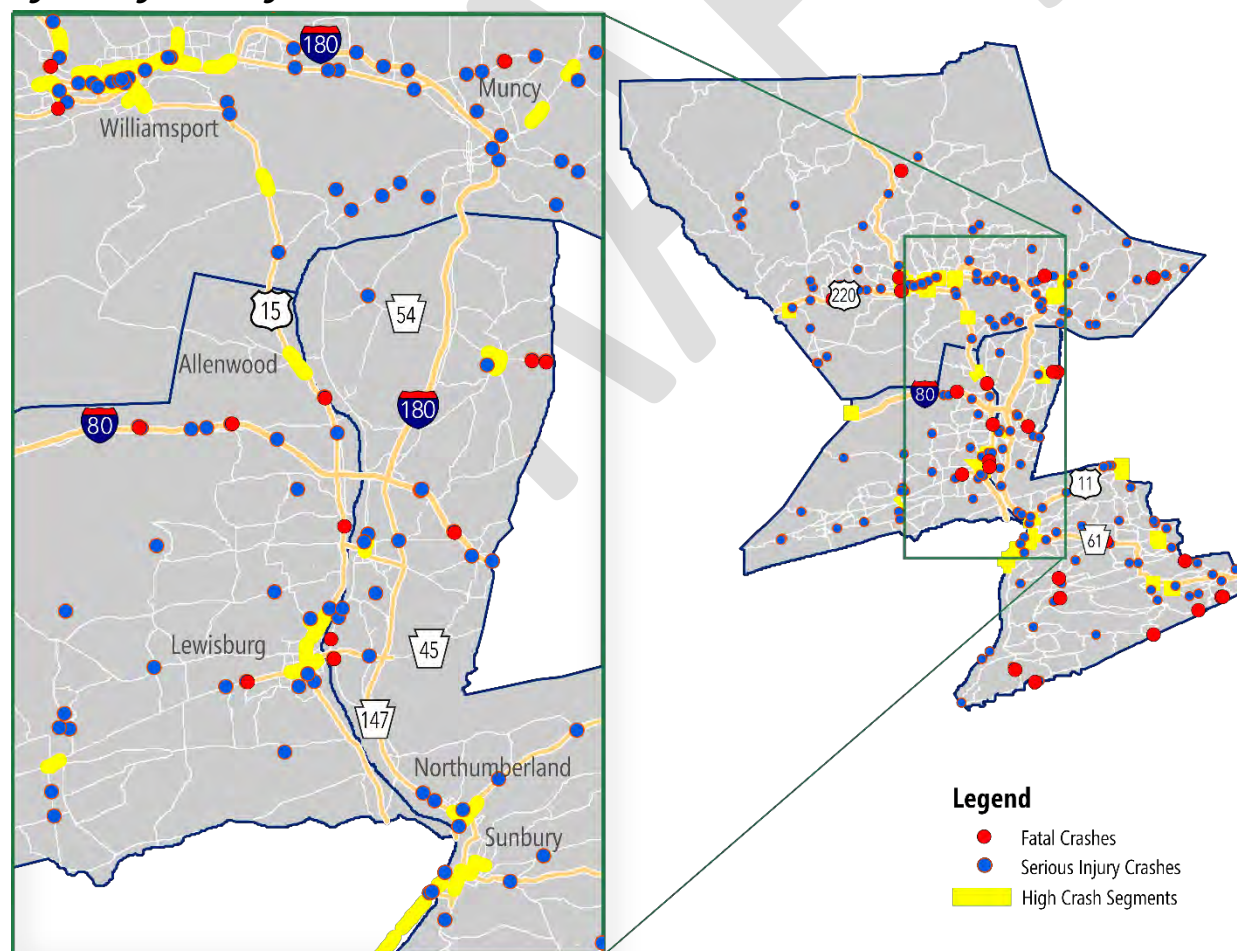 180
Muncy
Williamsport
15
54
Allenwood
80
180
Lewisburg
45
147
Northumberland
Sunbury
220
80
11
61
Legend
Fatal Crashes
Serious Injury Crashes
High Crash Segments